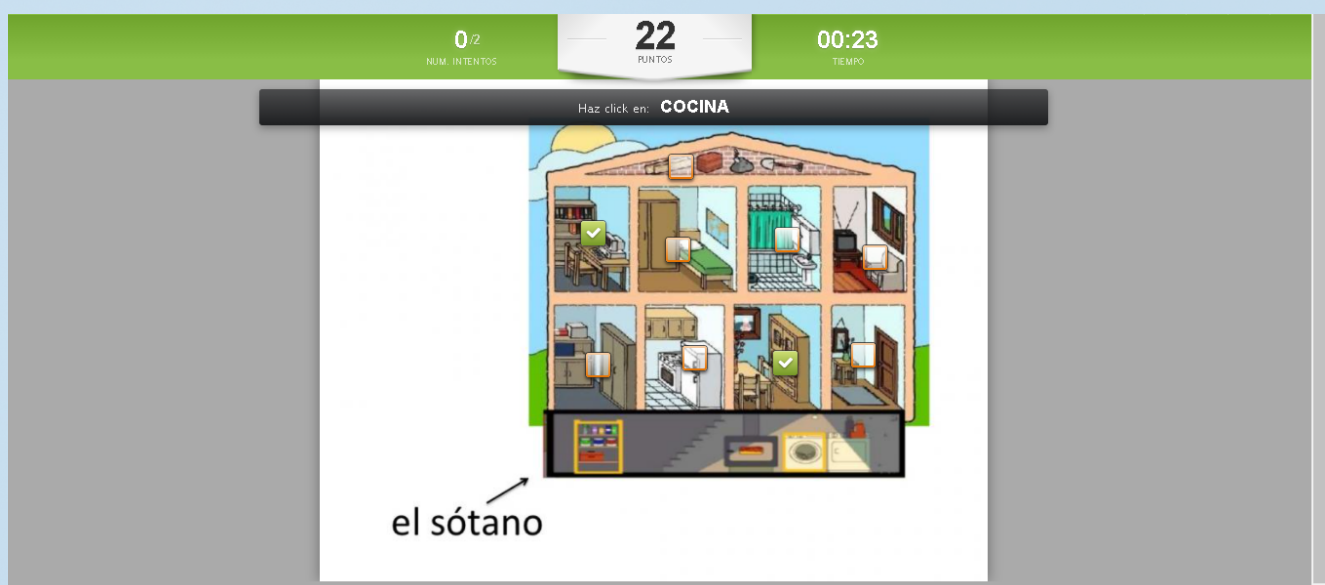 0/2
NUM. INTENTOS
22
PUNTOS
00:23
TIEMPO
Haz click en: COCINA
el sótano